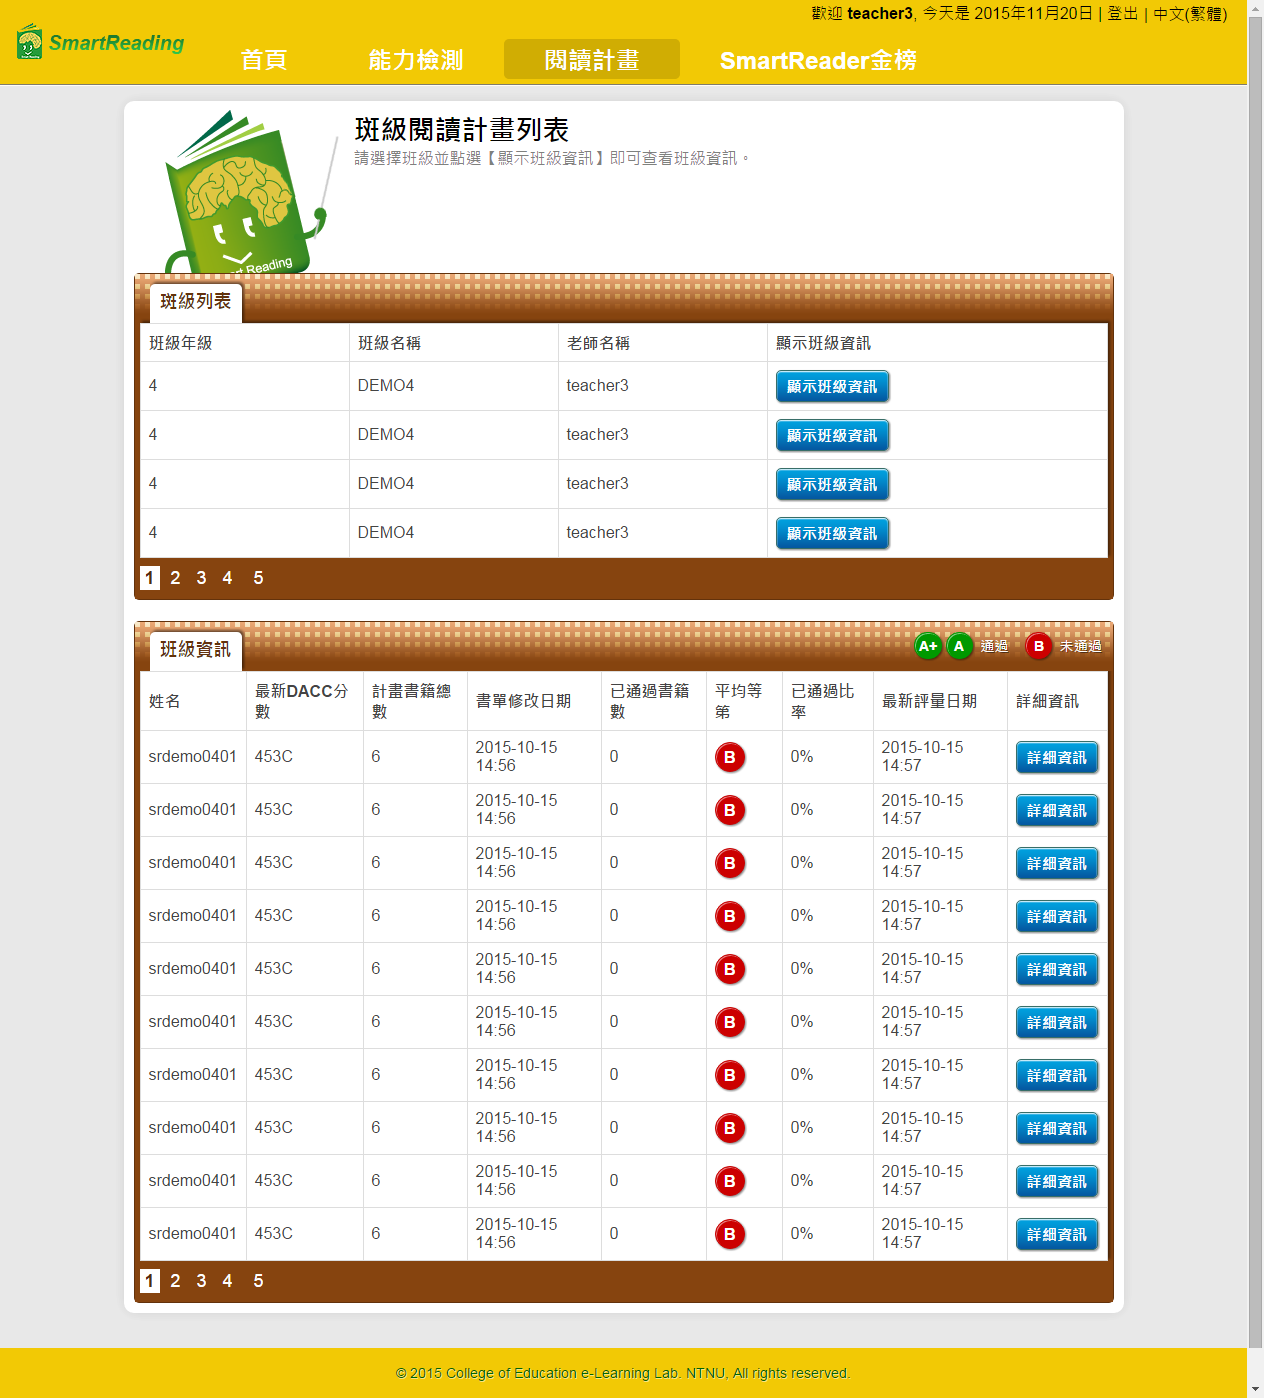 歡迎 teacher3, 今天是 2015年11月20日 | 登出 | 中文(繁體)
SmartReading
首頁 能力檢測 閱讀計畫 SmartReader金榜
班級閱讀計畫列表
請選擇班級並點選【顯示班級資訊】即可查看班級資訊。
rt Reading
班級列表
班級年級 班級名稱 老師名稱 顯示班級資訊
4 DEMO4 teacher3 顯示班級資訊
4 DEMO4 teacher3 顯示班級資訊
4 DEMO4 teacher3 顯示班級資訊
4 DEMO4 teacher3 顯示班級資訊
1 2 3 4 5
班級資訊 A+ A 通過 B 未通過
姓名 最新DACC分數 計畫書籍總數 書單修改日期 已通過書籍數 平均等第 已通過比率 最新評量日期 詳細資訊
srdemo0401 453C 6 2015-10-15 14:56 0 B 0% 2015-10-15 14:57 詳細資訊
srdemo0401 453C 6 2015-10-15 14:56 0 B 0% 2015-10-15 14:57 詳細資訊
srdemo0401 453C 6 2015-10-15 14:56 0 B 0% 2015-10-15 14:57 詳細資訊
srdemo0401 453C 6 2015-10-15 14:56 0 B 0% 2015-10-15 14:57 詳細資訊
srdemo0401 453C 6 2015-10-15 14:56 0 B 0% 2015-10-15 14:57 詳細資訊
srdemo0401 453C 6 2015-10-15 14:56 0 B 0% 2015-10-15 14:57 詳細資訊
srdemo0401 453C 6 2015-10-15 14:56 0 B 0% 2015-10-15 14:57 詳細資訊
srdemo0401 453C 6 2015-10-15 14:56 0 B 0% 2015-10-15 14:57 詳細資訊
srdemo0401 453C 6 2015-10-15 14:56 0 B 0% 2015-10-15 14:57 詳細資訊
srdemo0401 453C 6 2015-10-15 14:56 0 B 0% 2015-10-15 14:57 詳細資訊
1 2 3 4 5
© 2015 College of Education e-Learning Lab. NTNU, All rights reserved.